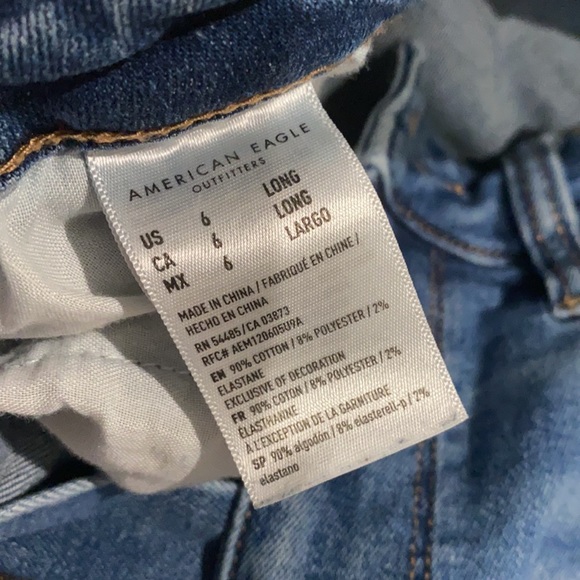 AMERICAN EAGLE
OUTFITTERS
US 6 LONG
CA 6 LONG
MX 6 LARGO
MADE IN CHINA / FABRIQUÉ EN CHINE /
HECHO EN CHINA
RN 54485 / CA 03873
RFC# AEM120605U9A
EN 90% COTTON / 8% POLYESTER / 2%
ELASTANE
EXCLUSIVE OF DECORATION
FR 90% COTON / 8% POLYESTER / 2%
ÉLASTHANNE
A L'EXCEPTION DE LA GARNITURE
SP 90% algodón / 8% elasterell-p / 2%
elastano